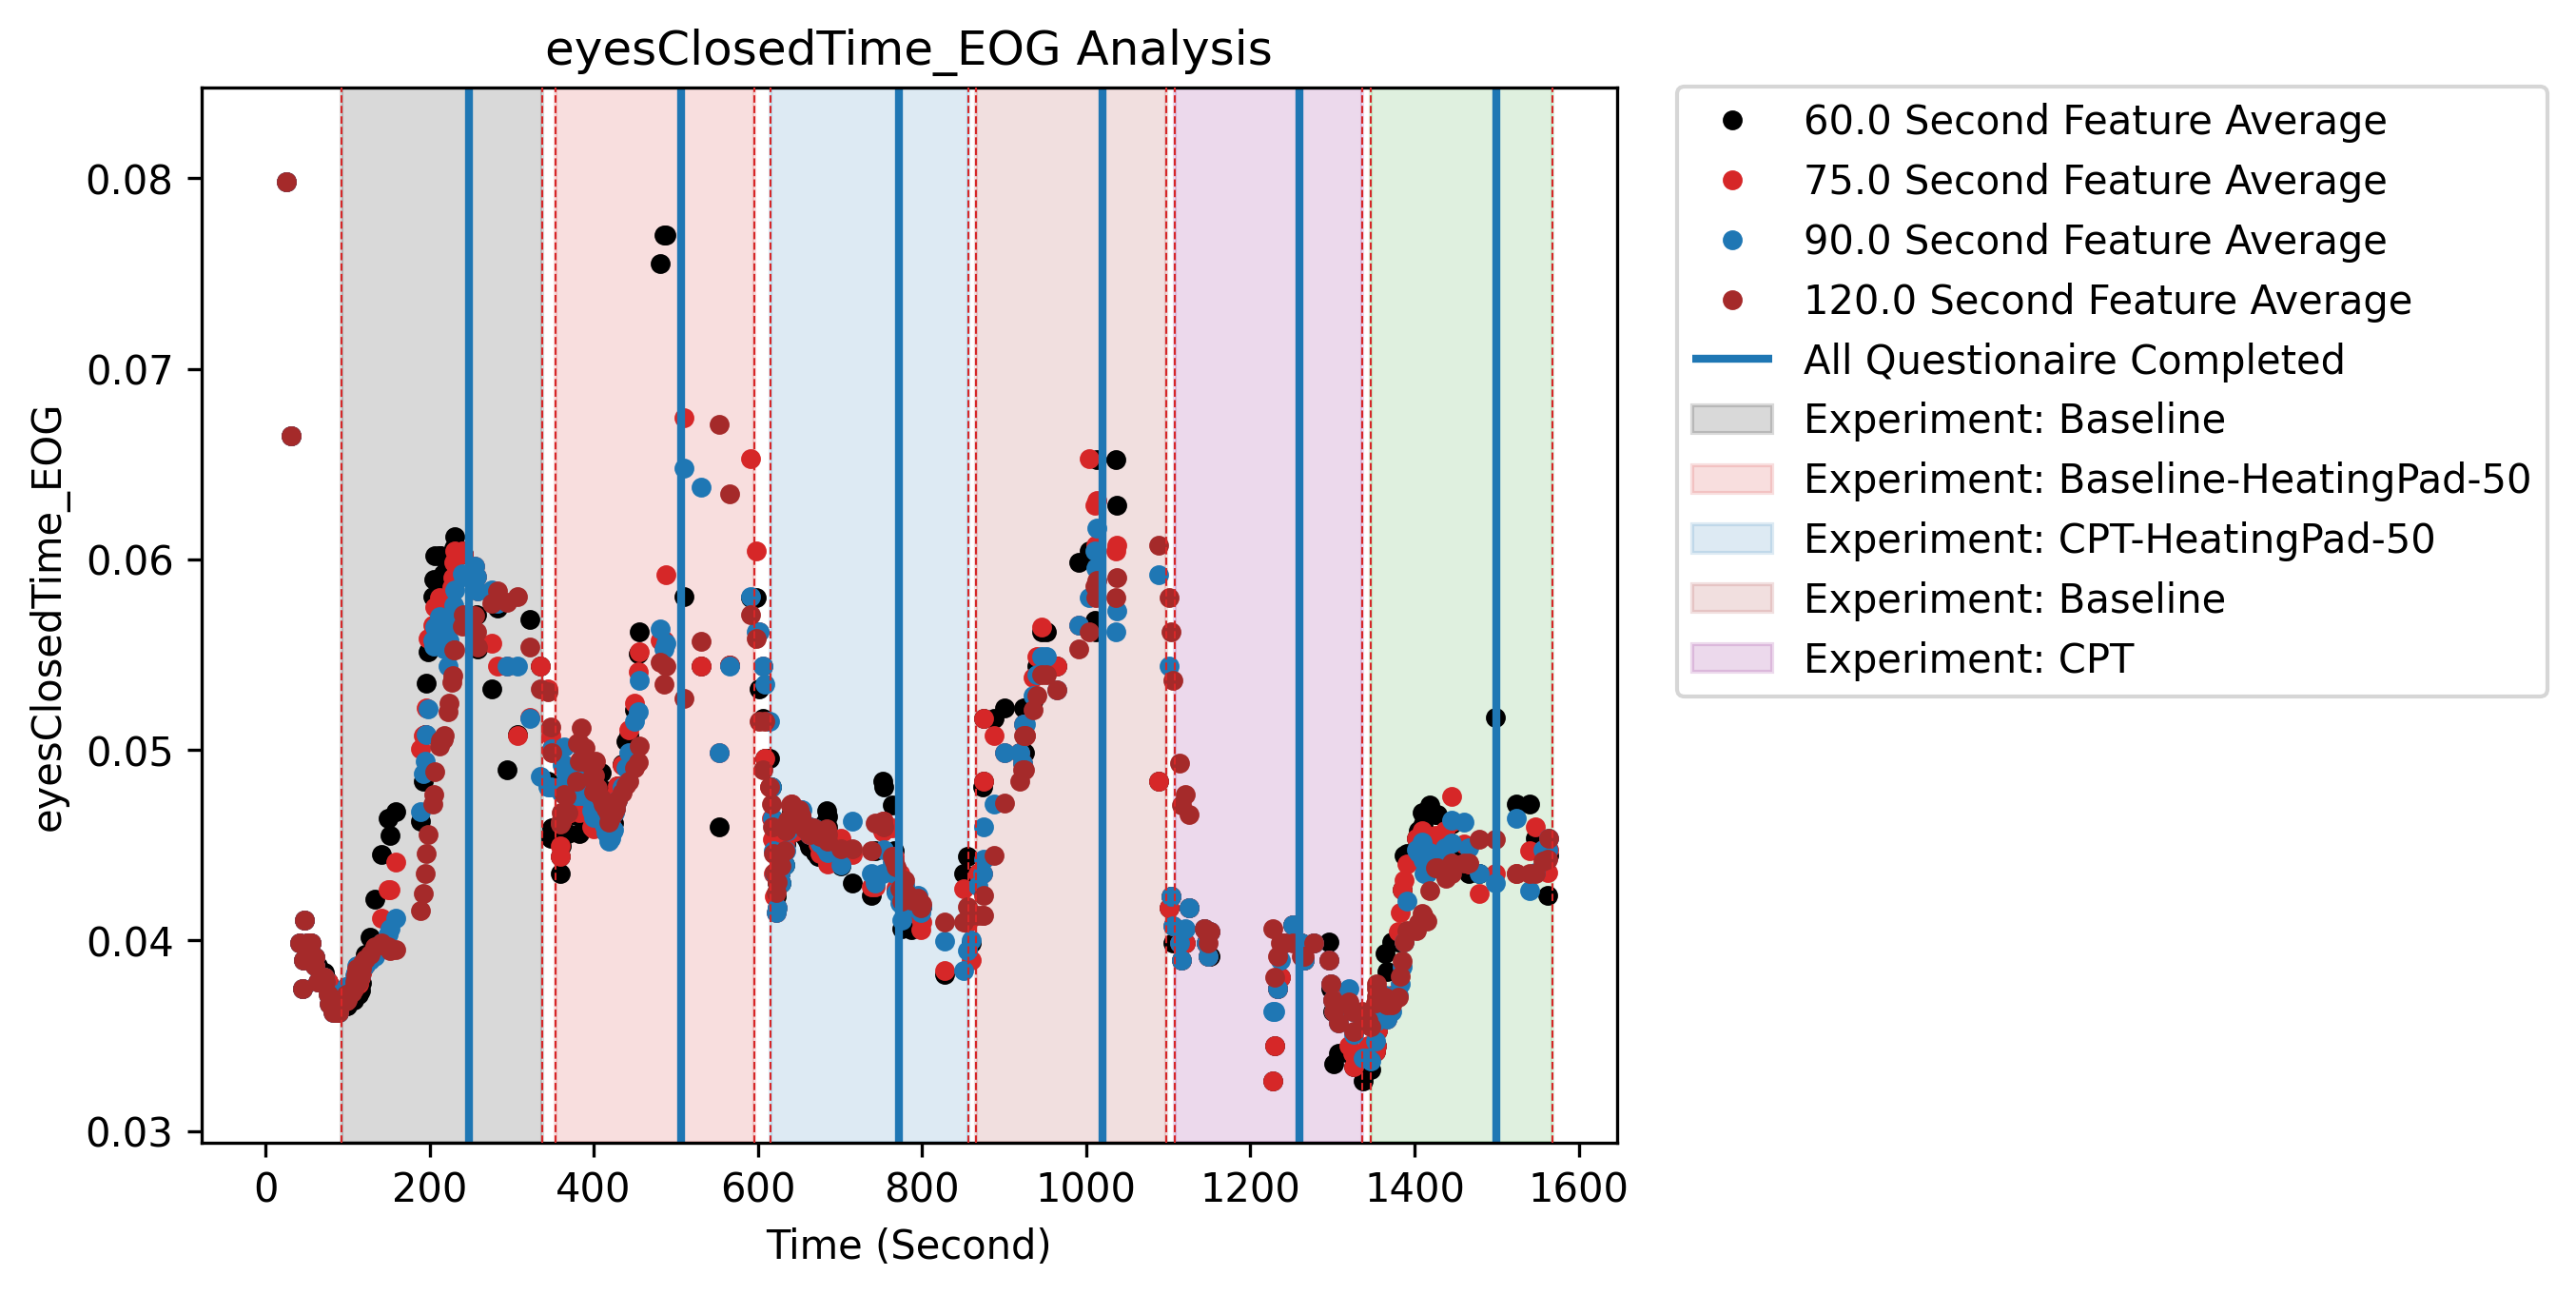 eyesClosedTime_EOG Analysis
eyesClosedTime_EOG
0.08
0.07
0.06
0.05
0.04
0.03
0 200 400 600 800 1000 1200 1400 1600
Time (Second)
60.0 Second Feature Average
75.0 Second Feature Average
90.0 Second Feature Average
120.0 Second Feature Average
All Questionaire Completed
Experiment: Baseline
Experiment: Baseline-HeatingPad-50
Experiment: CPT-HeatingPad-50
Experiment: Baseline
Experiment: CPT